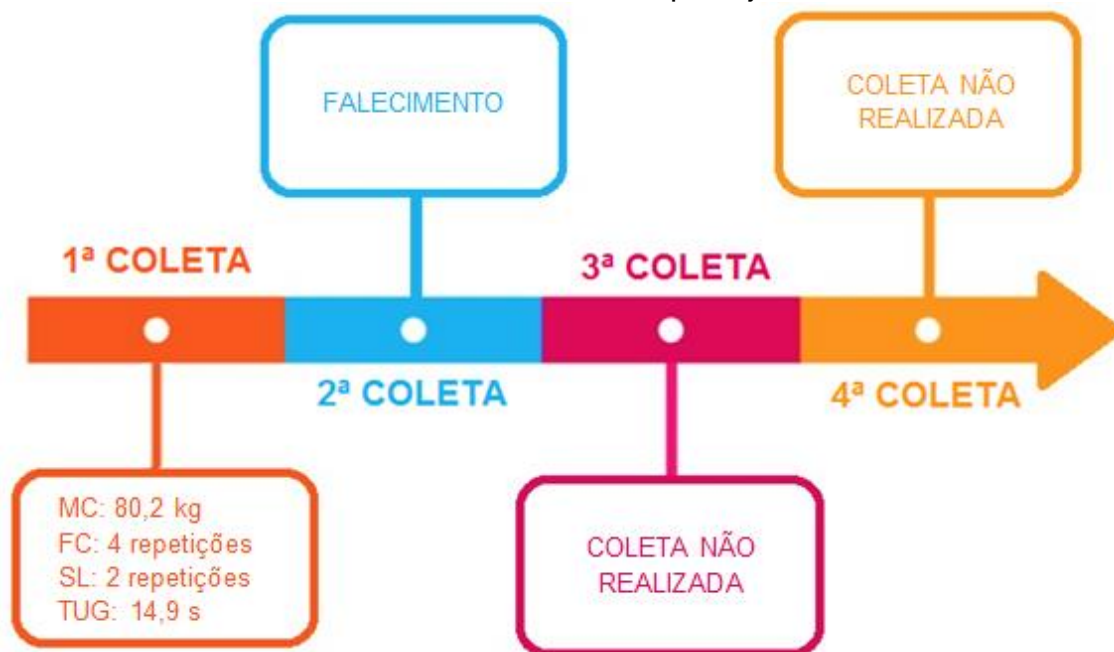 1ª COLETA
MC: 80,2 kg
FC: 4 repetições
SL: 2 repetições
TUG: 14,9 s
FALECIMENTO
2ª COLETA
3ª COLETA
COLETA NÃO
REALIZADA
COLETA NÃO
REALIZADA
4ª COLETA